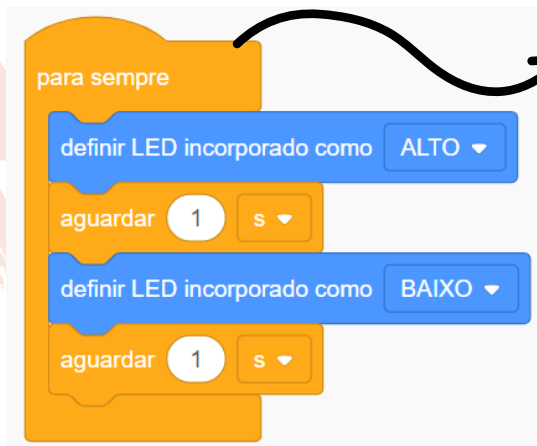 para sempre
definir LED incorporado como ALTO
aguardar 1 s
definir LED incorporado como BAIXO
aguardar 1 s